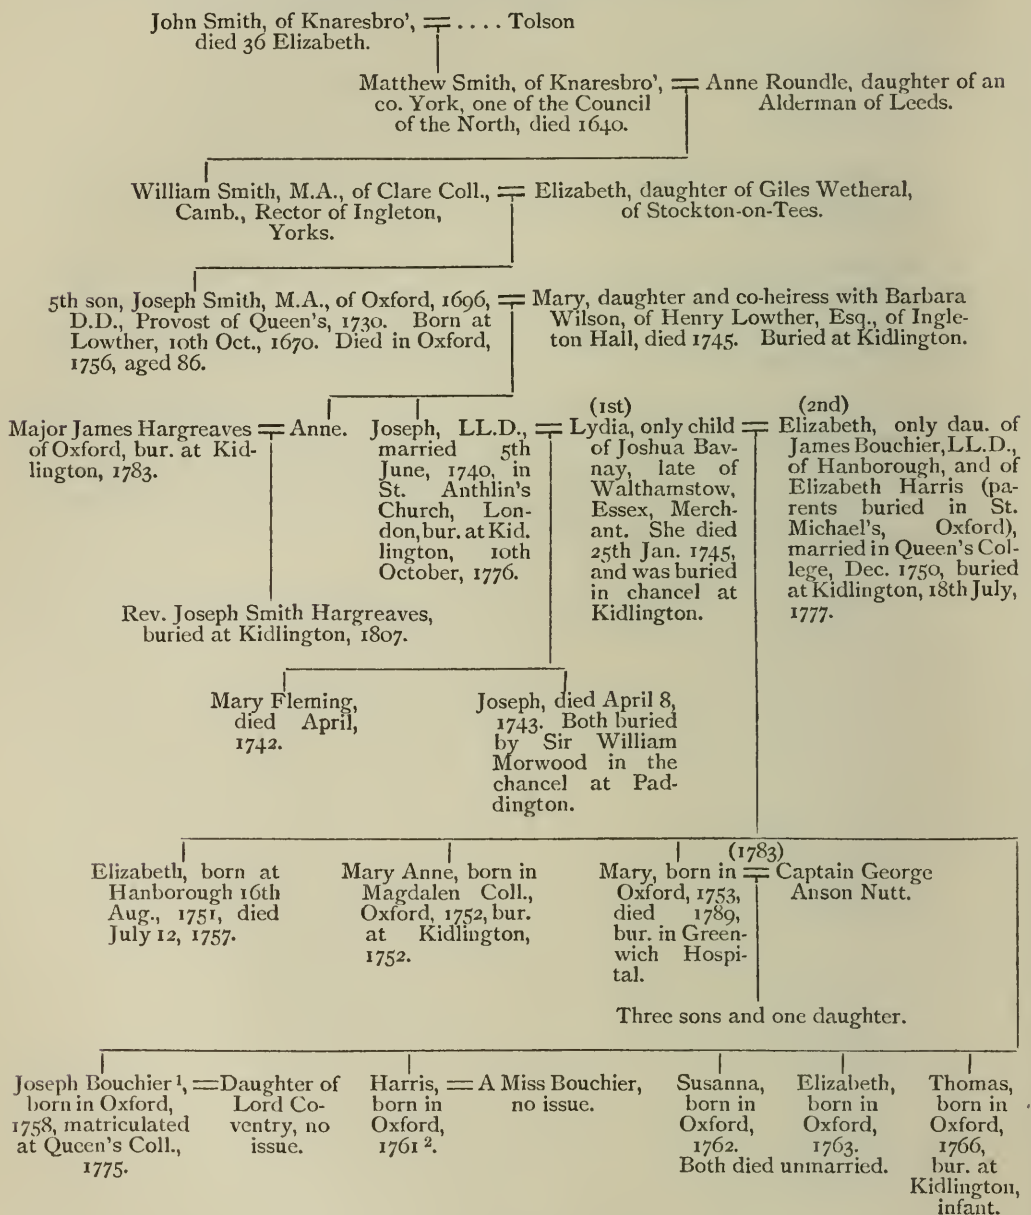 John Smith, of Knaresbro', = .... Tolson
died 36 Elizabeth.
Matthew Smith, of Knaresbro', = Anne Roundle, daughter of an
co. York, one of the Council
Alderman of Leeds.
of the North, died 1640.
William Smith, M.A., of Clare Coll., = Elizabeth, daughter of Giles Wetheral,
Camb., Rector of Ingleton,
of Stockton-on-Tees.
Yorks.
5th son, Joseph Smith, M.A., of Oxford, 1696,
D.D., Provost of Queen's, 1730. Born at
Lowther, 10th Oct., 1670. Died in Oxford,
1756, aged 86.
= Mary, daughter and co-heiress with Barbara
Wilson, of Henry Lowther, Esq., of Ingle-
ton Hall, died 1745. Buried at Kidlington.
Major James Hargreaves
of Oxford, bur. at Kid-
lington, 1783.
= Anne.
Joseph, LL.D.,
married 5th
June, 1740, in
St. Anthlin's
Church, Lon-
don, bur. at Kid.
lington, 10th
October, 1776.
=
(1st)
Lydia, only child
of Joshua Bav-
nay, late of
Walthamstow,
Essex, Merch-
ant. She died
25th Jan. 1745,
and was buried
in chancel at
Kidlington.
=
(2nd)
Elizabeth, only dau. of
James Bouchier, LL.D.,
of Hanborough, and of
Elizabeth Harris (pa-
rents buried in St.
Michael's, Oxford),
married in Queen's Col-
lege, Dec. 1750, buried
at Kidlington, 18th July,
1777.
Rev. Joseph Smith Hargreaves,
buried at Kidlington, 1807.
Mary Fleming,
died April,
1742.
Joseph, died April 8,
1743. Both buried
by Sir William
Morwood in the
chancel at Pad-
dington.
Elizabeth, born at
Hanborough 16th
Aug., 1751, died
July 12, 1757.
Mary Anne, born in
Magdalen Coll.,
Oxford, 1752, bur.
at Kidlington,
1752.
Mary, born in
Oxford, 1753,
died 1789,
bur. in Green-
wich Hospi-
tal.
(1783)
= Captain George
Anson Nutt.
Three sons and one daughter.
Joseph Bouchier ¹,
born in Oxford,
1758, matriculated
at Queen's Coll.,
1775.
= Daughter of
Lord Co-
ventry, no
issue.
Harris,
born in
Oxford,
1761 ².
= A Miss Bouchier,
no issue.
Susanna,
born in
Oxford,
1762.
Elizabeth,
born in
Oxford,
1763.
Both died unmarried.
Thomas,
born in
Oxford,
1766,
bur. at
Kidlington,
infant.